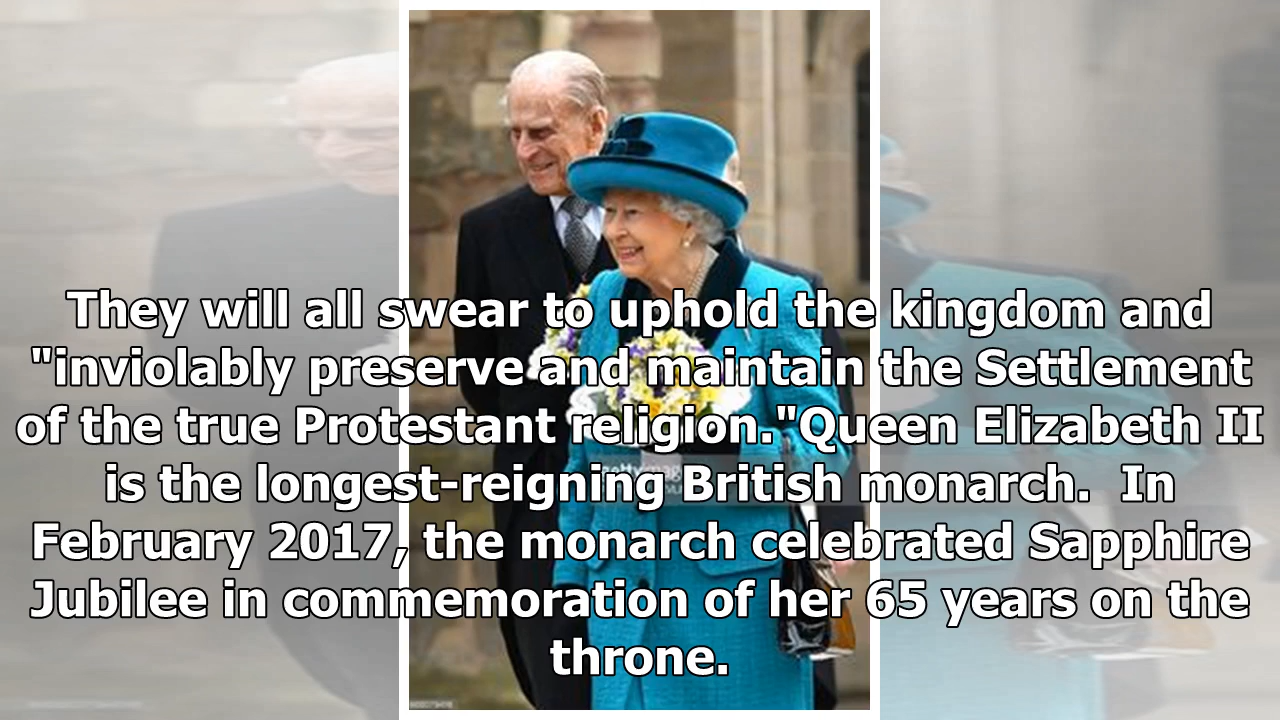 They will all swear to uphold the kingdom and
"inviolably preserve and maintain the Settlement
of the true Protestant religion."Queen Elizabeth II
is the longest-reigning British monarch.  In
February 2017, the monarch celebrated Sapphire
Jubilee in commemoration of her 65 years on the
throne.